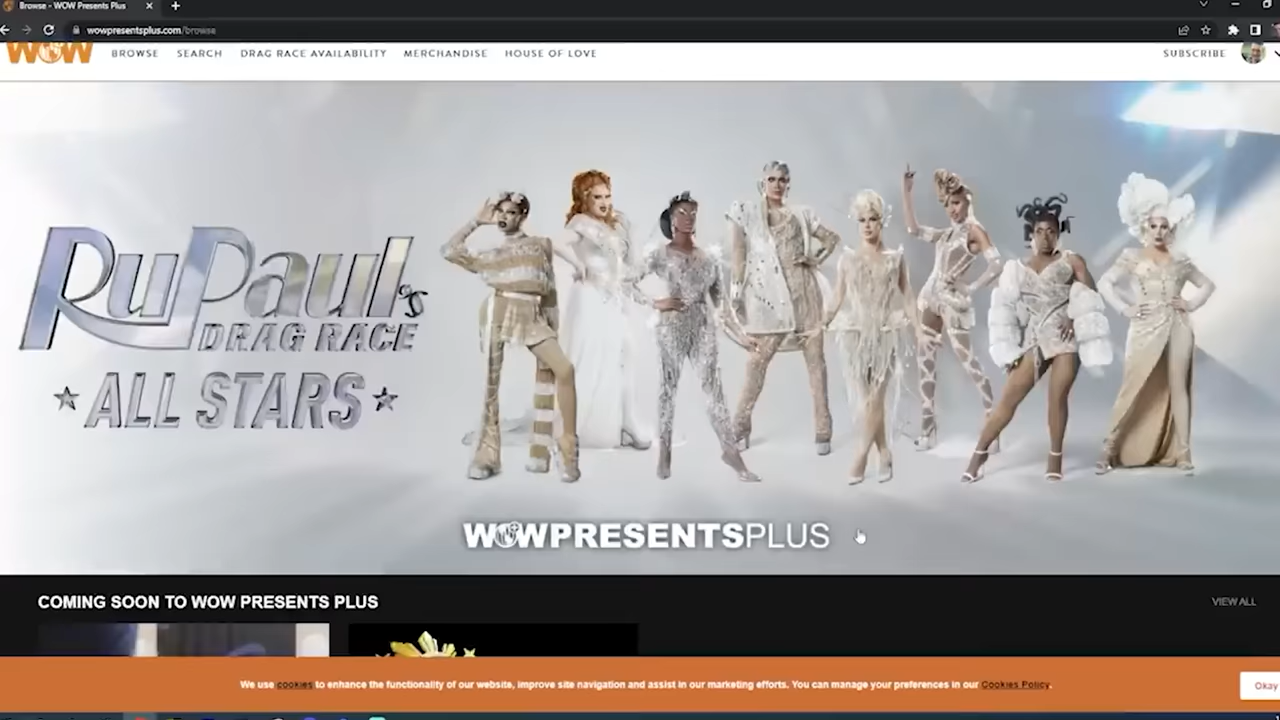 Browse - WOW Presents Plus
wowpresentsplus.com/browse
WOW BROWSE SEARCH DRAG RACE AVAILABILITY MERCHANDISE HOUSE OF LOVE SUBSCRIBE
RuPaul's
DRAG RACE
ALL STARS
WOWPRESENTSPLUS
COMING SOON TO WOW PRESENTS PLUS VIEW ALL
We use cookies to enhance the functionality of our website, improve site navigation and assist in our marketing efforts. You can manage your preferences in our Cookies Policy. Okay